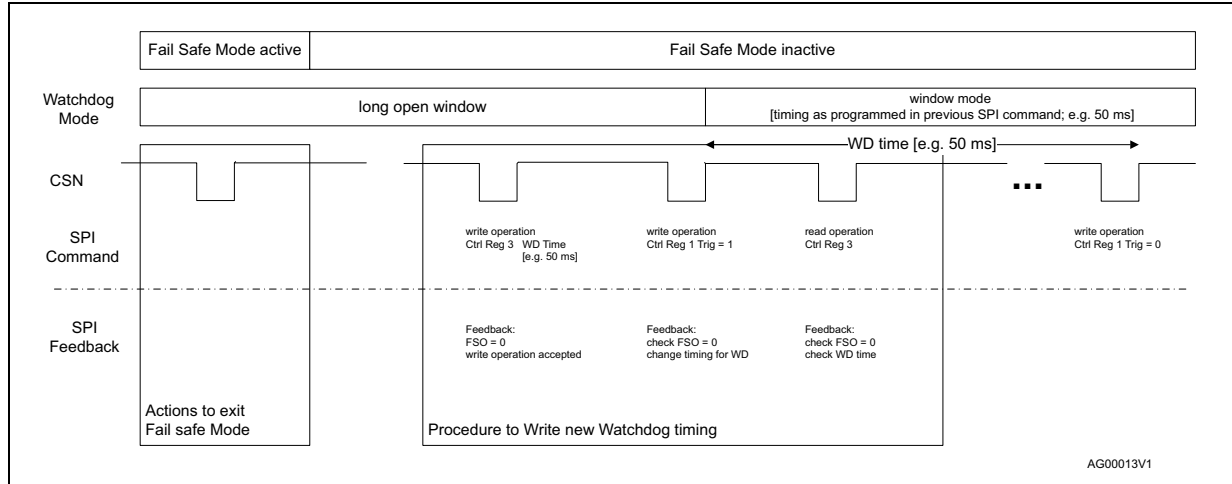 Fail Safe Mode active
Fail Safe Mode inactive
Watchdog
Mode
long open window
window mode
[timing as programmed in previous SPI command; e.g. 50 ms]
WD time [e.g. 50 ms]
CSN
...
SPI
Command
write operation
Ctrl Reg 3 WD Time
[e.g. 50 ms]
write operation
Ctrl Reg 1 Trig = 1
read operation
Ctrl Reg 3
write operation
Ctrl Reg 1 Trig = 0
SPI
Feedback
Feedback:
FSO = 0
write operation accepted
Feedback:
check FSO = 0
change timing for WD
Feedback:
check FSO = 0
check WD time
Actions to exit
Fail safe Mode
Procedure to Write new Watchdog timing
AG00013V1